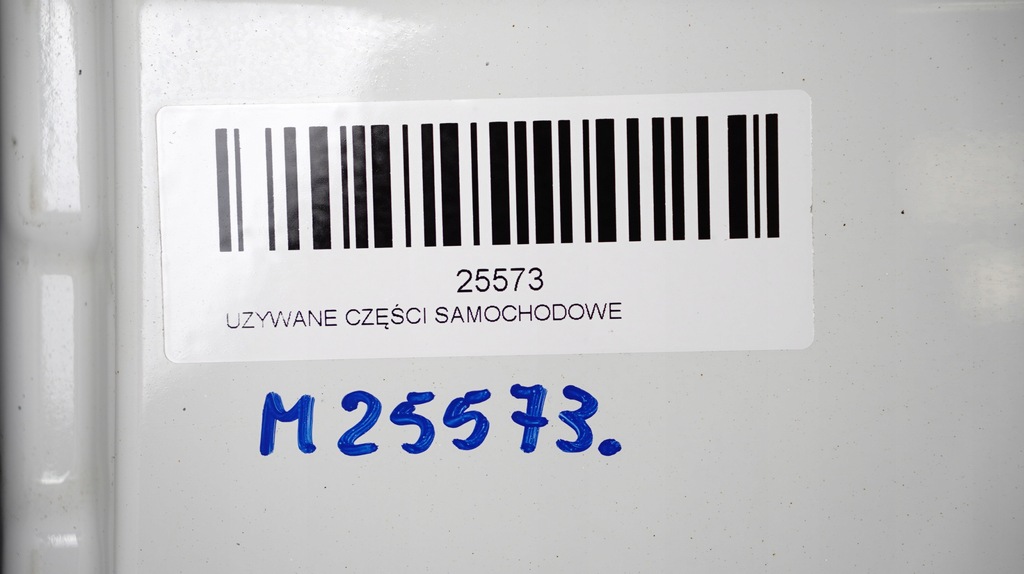 25573
UZYWANE CZĘŚCI SAMOCHODOWE
M 25573.